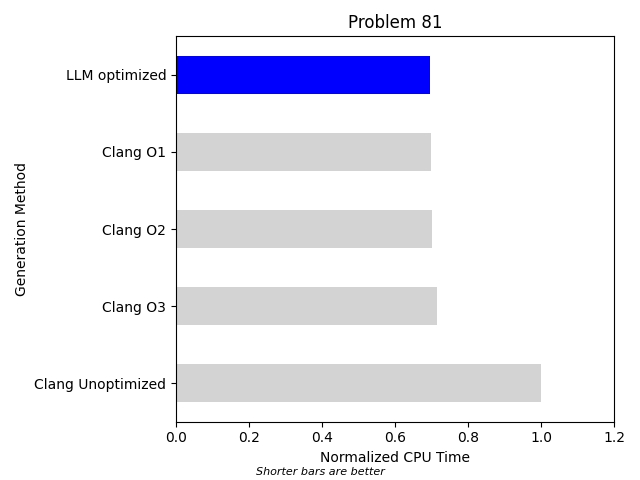 Problem 81
LLM optimized
Clang O1
Clang O2
Clang O3
Clang Unoptimized
Generation Method
0.0 0.2 0.4 0.6 0.8 1.0 1.2
Normalized CPU Time
Shorter bars are better